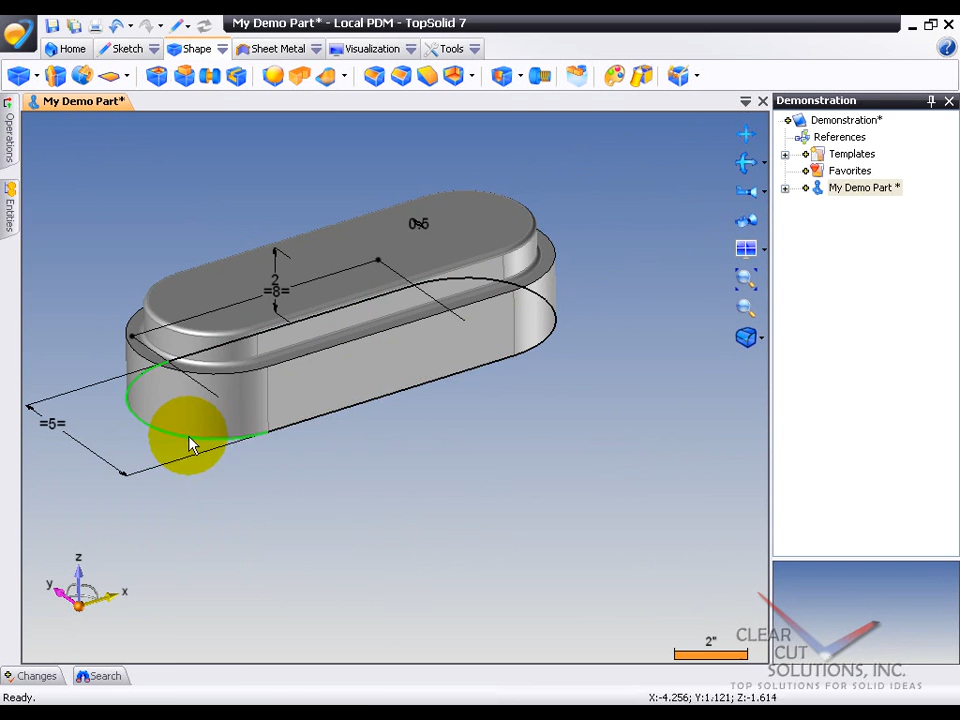 My Demo Part* - Local PDM - TopSolid 7
Home Sketch Shape Sheet Metal Visualization Tools
My Demo Part*
Demonstration
Operations
Entities
Demonstration*
References
Templates
Favorites
My Demo Part *
0.5
2
=8=
=5=
z
y
x
2"
CLEAR
CUT
SOLUTIONS, INC.
TOP SOLUTIONS FOR SOLID IDEAS
Changes Search
Ready.
X:-4.256; Y:1.121; Z:-1.614